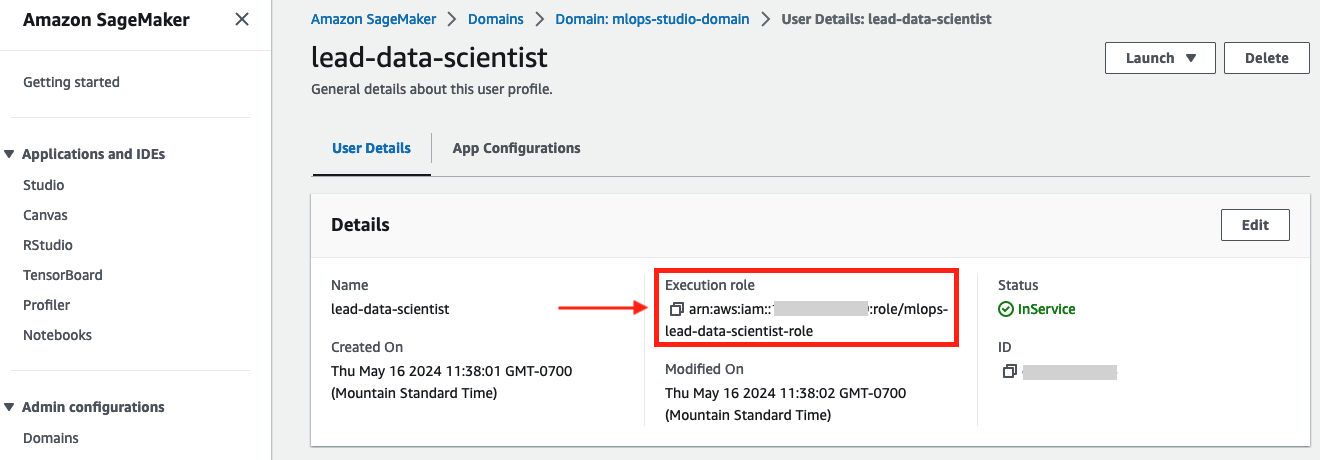 Amazon SageMaker
Getting started
Applications and IDEs
Studio
Canvas
RStudio
TensorBoard
Profiler
Notebooks
Admin configurations
Domains
Amazon SageMaker > Domains > Domain: mlops-studio-domain > User Details: lead-data-scientist
lead-data-scientist
Launch
Delete
General details about this user profile.
User Details
App Configurations
Details
Edit
Name
lead-data-scientist
Created On
Thu May 16 2024 11:38:01 GMT-0700
(Mountain Standard Time)
Execution role
arn:aws:iam:: :role/mlops-
lead-data-scientist-role
Modified On
Thu May 16 2024 11:38:02 GMT-0700
(Mountain Standard Time)
Status
InService
ID